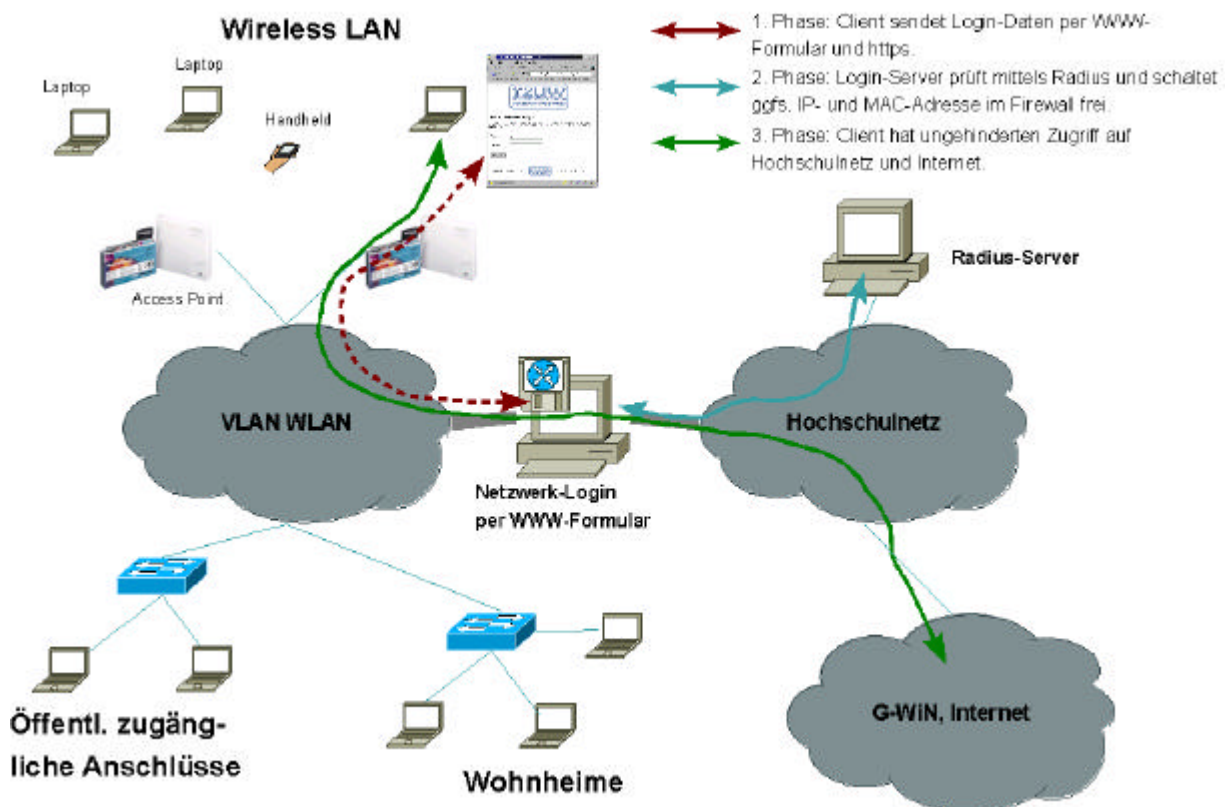 Wireless LAN
1. Phase: Client sendet Login-Daten per WWW-
Formular und https.
2. Phase: Login-Server prüft mittels Radius und schaltet
ggfs. IP- und MAC-Adresse im Firewall frei.
3. Phase: Client hat ungehinderten Zugriff auf
Hochschulnetz und Internet.
Laptop
Laptop
Handheld
Access Point
Radius-Server
VLAN WLAN
Hochschulnetz
Netzwerk-Login
per WWW-Formular
Öffentl. zugäng-
liche Anschlüsse
Wohnheime
G-WiN, Internet